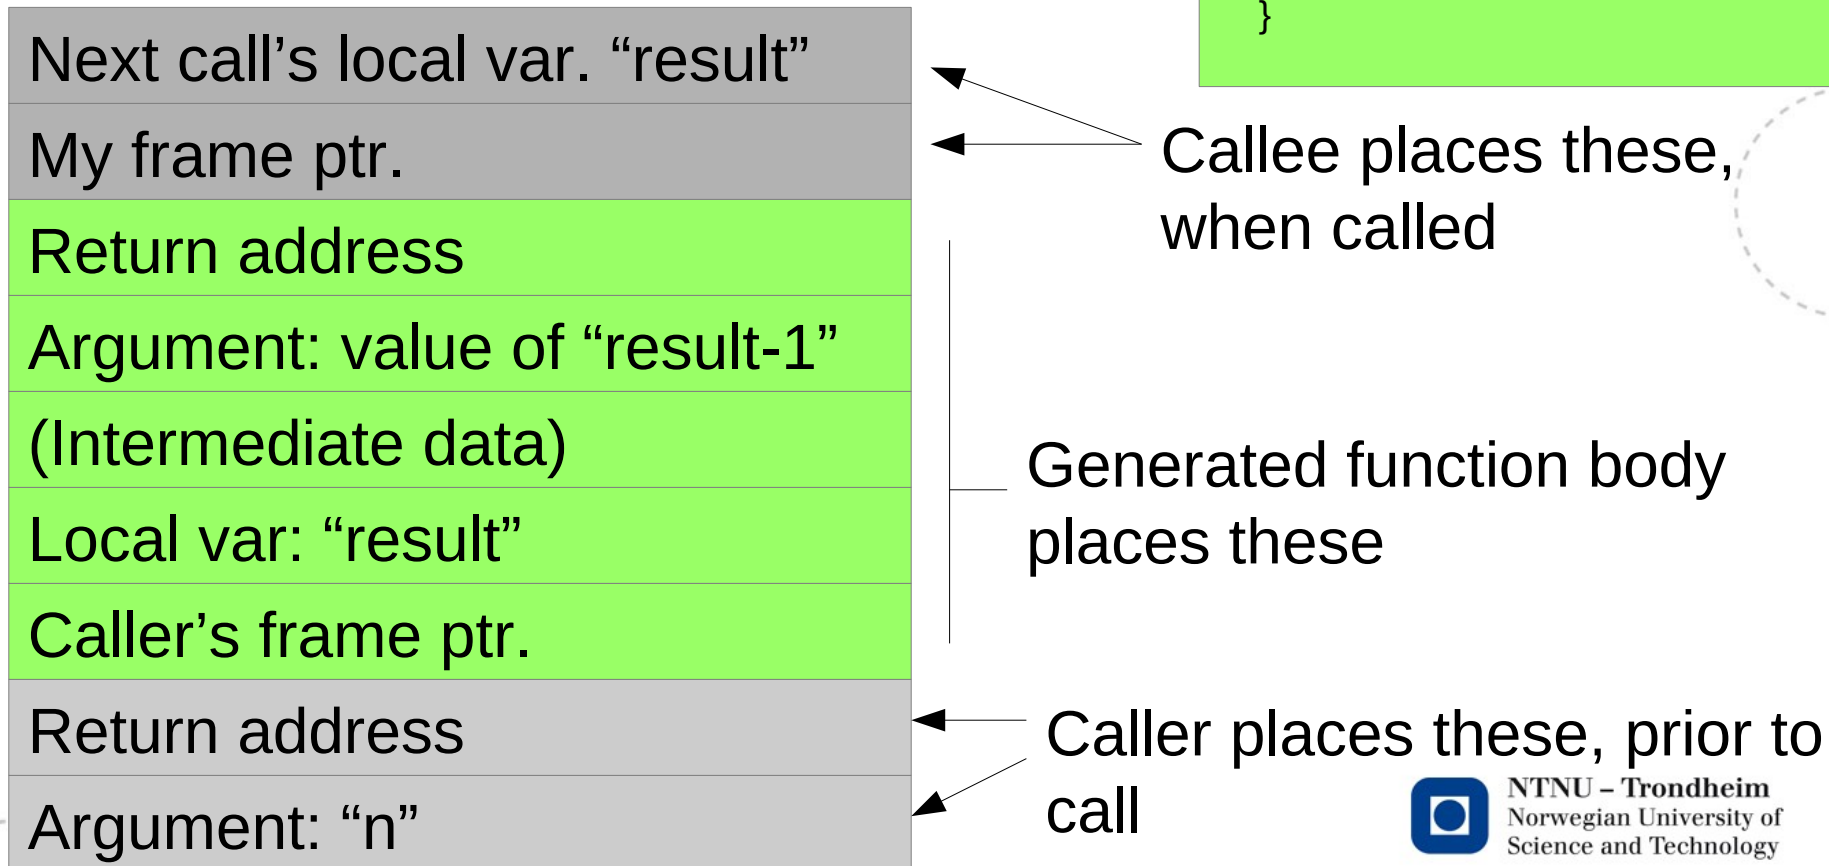 }
Next call’s local var. “result”
My frame ptr.
Return address
Argument: value of “result-1”
(Intermediate data)
Local var: “result”
Caller’s frame ptr.
Return address
Argument: “n”
Callee places these,
when called
Generated function body
places these
Caller places these, prior to
call
NTNU – Trondheim
Norwegian University of
Science and Technology